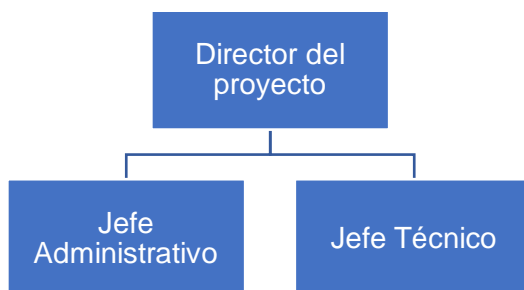 Director del
proyecto
Jefe
Administrativo
Jefe Técnico